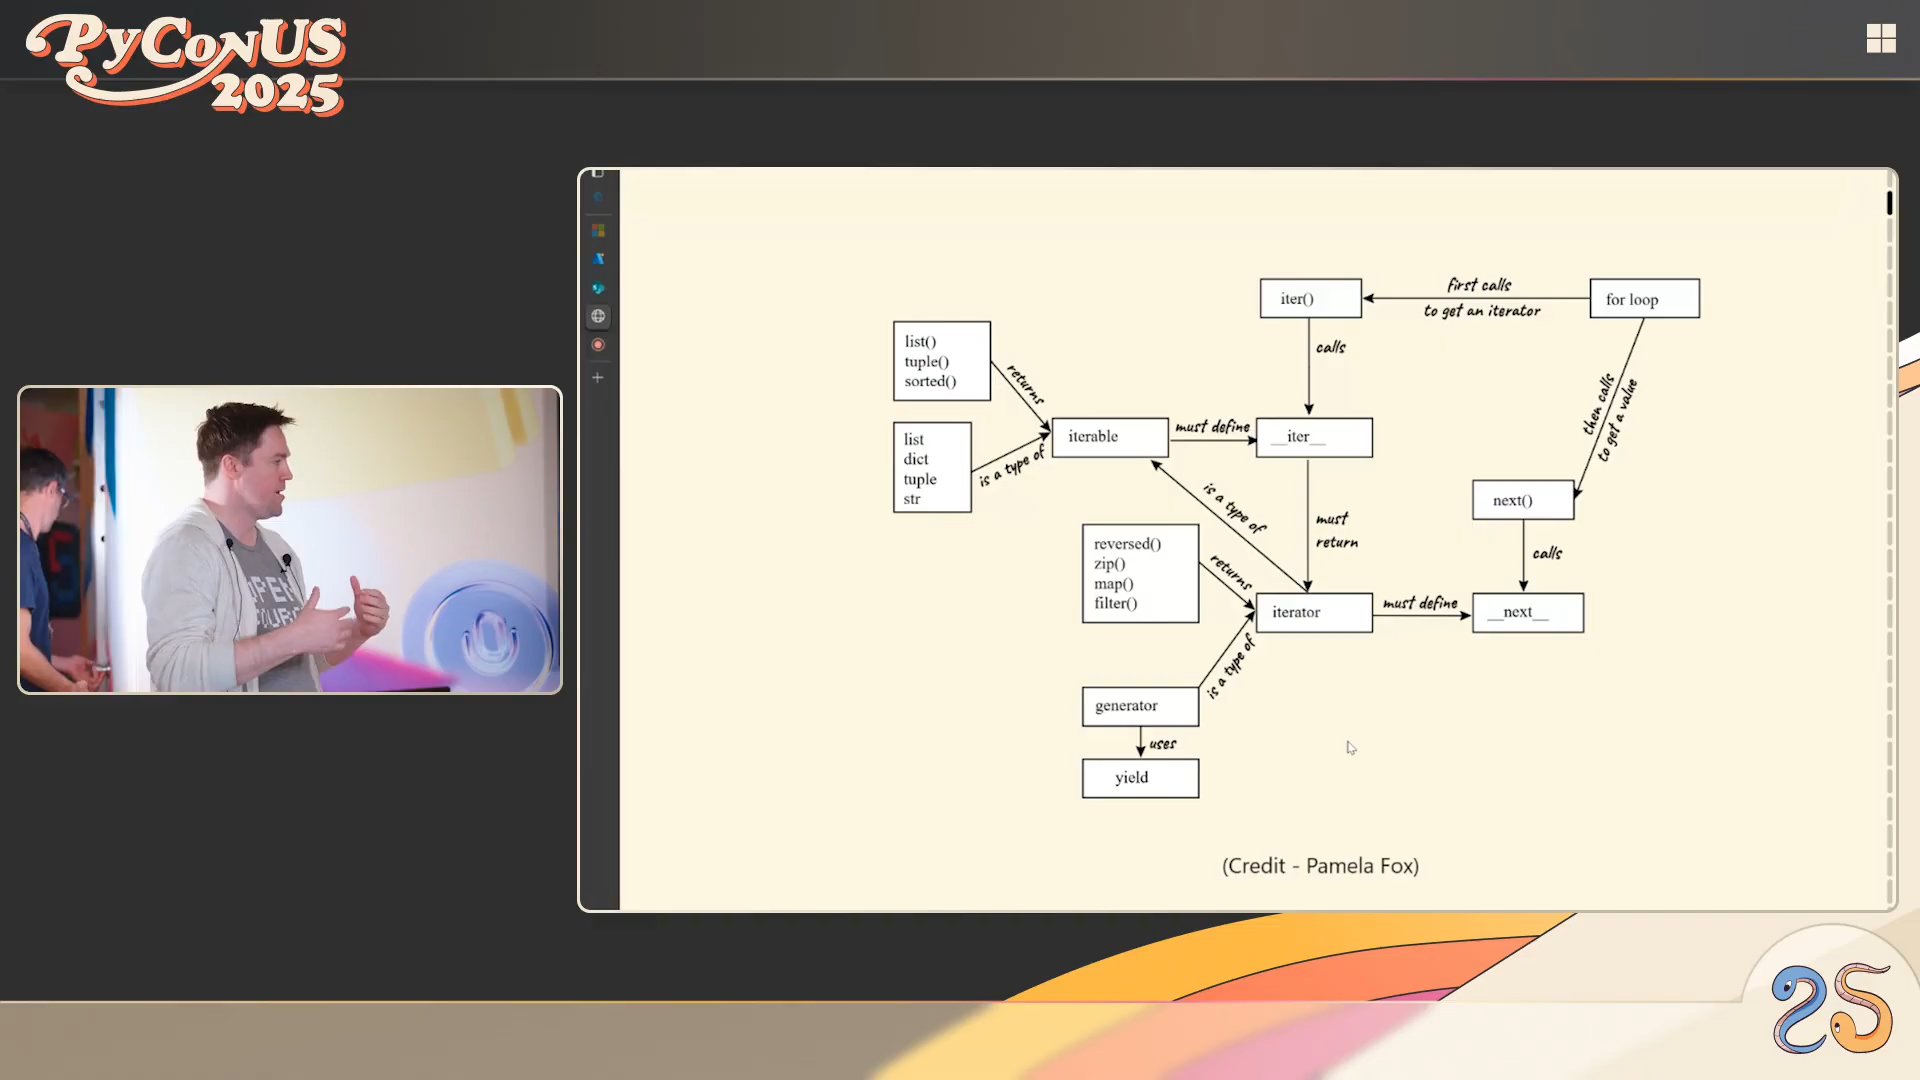 PyConUS
2025
iter()
first calls
to get an iterator
for loop
list()
tuple()
sorted()
returns
calls
then calls
to get a value
list
dict
tuple
str
is a type of
iterable
must define
__iter__
is a type of
must
return
next()
calls
reversed()
zip()
map()
filter()
returns
iterator
must define
__next__
is a type of
generator
uses
yield
(Credit - Pamela Fox)
OPEN
25